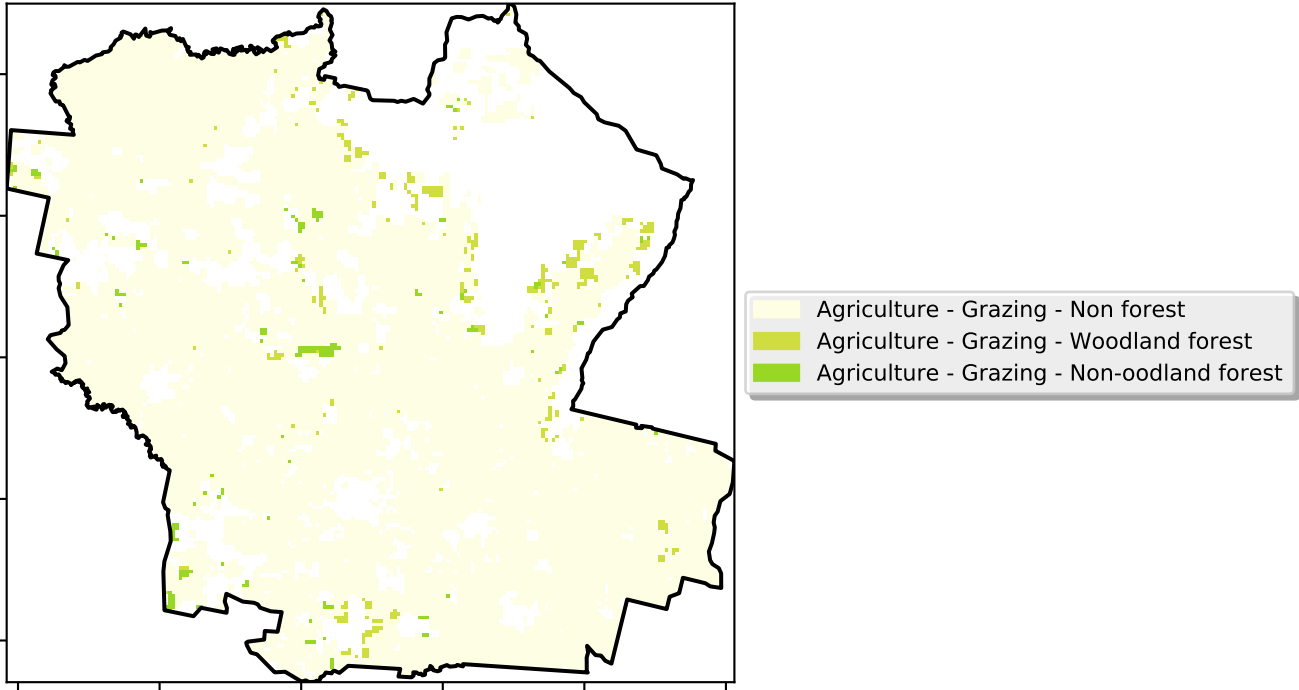 Agriculture - Grazing - Non forest
Agriculture - Grazing - Woodland forest
Agriculture - Grazing - Non-oodland forest